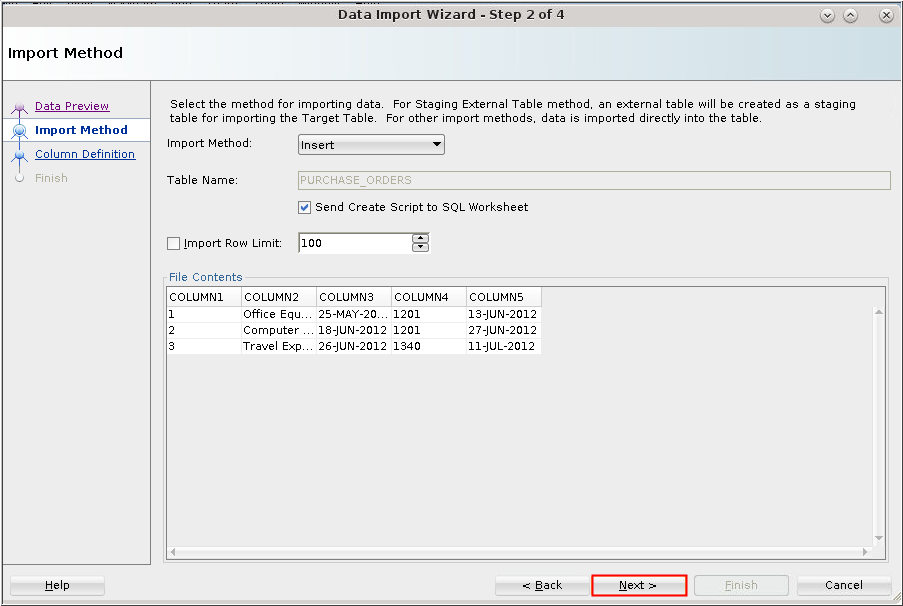 Data Import Wizard - Step 2 of 4
Import Method
Data Preview
Import Method
Column Definition
Finish
Select the method for importing data. For Staging External Table method, an external table will be created as a staging
table for importing the Target Table. For other import methods, data is imported directly into the table.
Import Method: Insert
Table Name: PURCHASE_ORDERS
Send Create Script to SQL Worksheet
Import Row Limit: 100
File Contents
COLUMN1 COLUMN2 COLUMN3 COLUMN4 COLUMN5
1 Office Equ... 25-MAY-20... 1201 13-JUN-2012
2 Computer ... 18-JUN-2012 1201 27-JUN-2012
3 Travel Exp... 26-JUN-2012 1340 11-JUL-2012
Help < Back Next > Finish Cancel